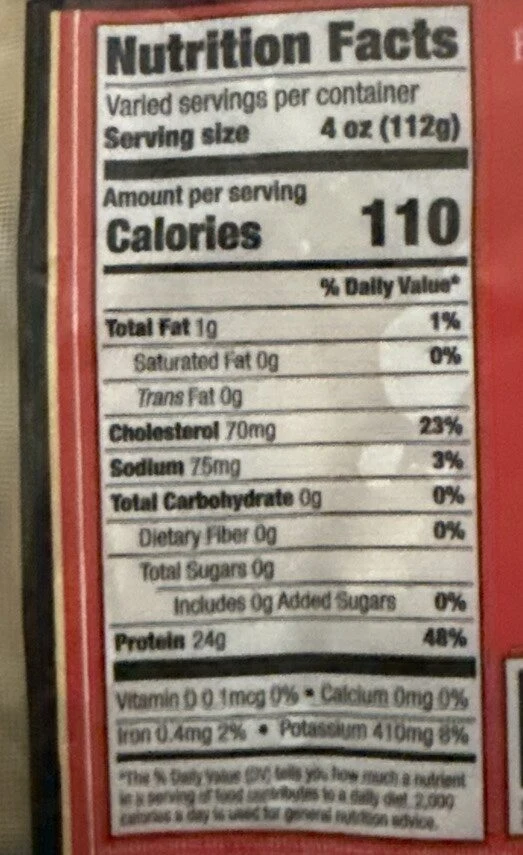 Nutrition Facts
Varied servings per container
Serving size 4 oz (112g)
Amount per serving
Calories 110
% Daily Value*
Total Fat 1g 1%
Saturated Fat 0g 0%
Trans Fat 0g
Cholesterol 70mg 23%
Sodium 75mg 3%
Total Carbohydrate 0g 0%
Dietary Fiber 0g 0%
Total Sugars 0g
Includes 0g Added Sugars 0%
Protein 24g 48%
Vitamin D 0.1mcg 0% • Calcium 0mg 0%
Iron 0.4mg 2% • Potassium 410mg 8%
*The % Daily Value (DV) tells you how much a nutrient
in a serving of food contributes to a daily diet. 2,000
calories a day is used for general nutrition advice.